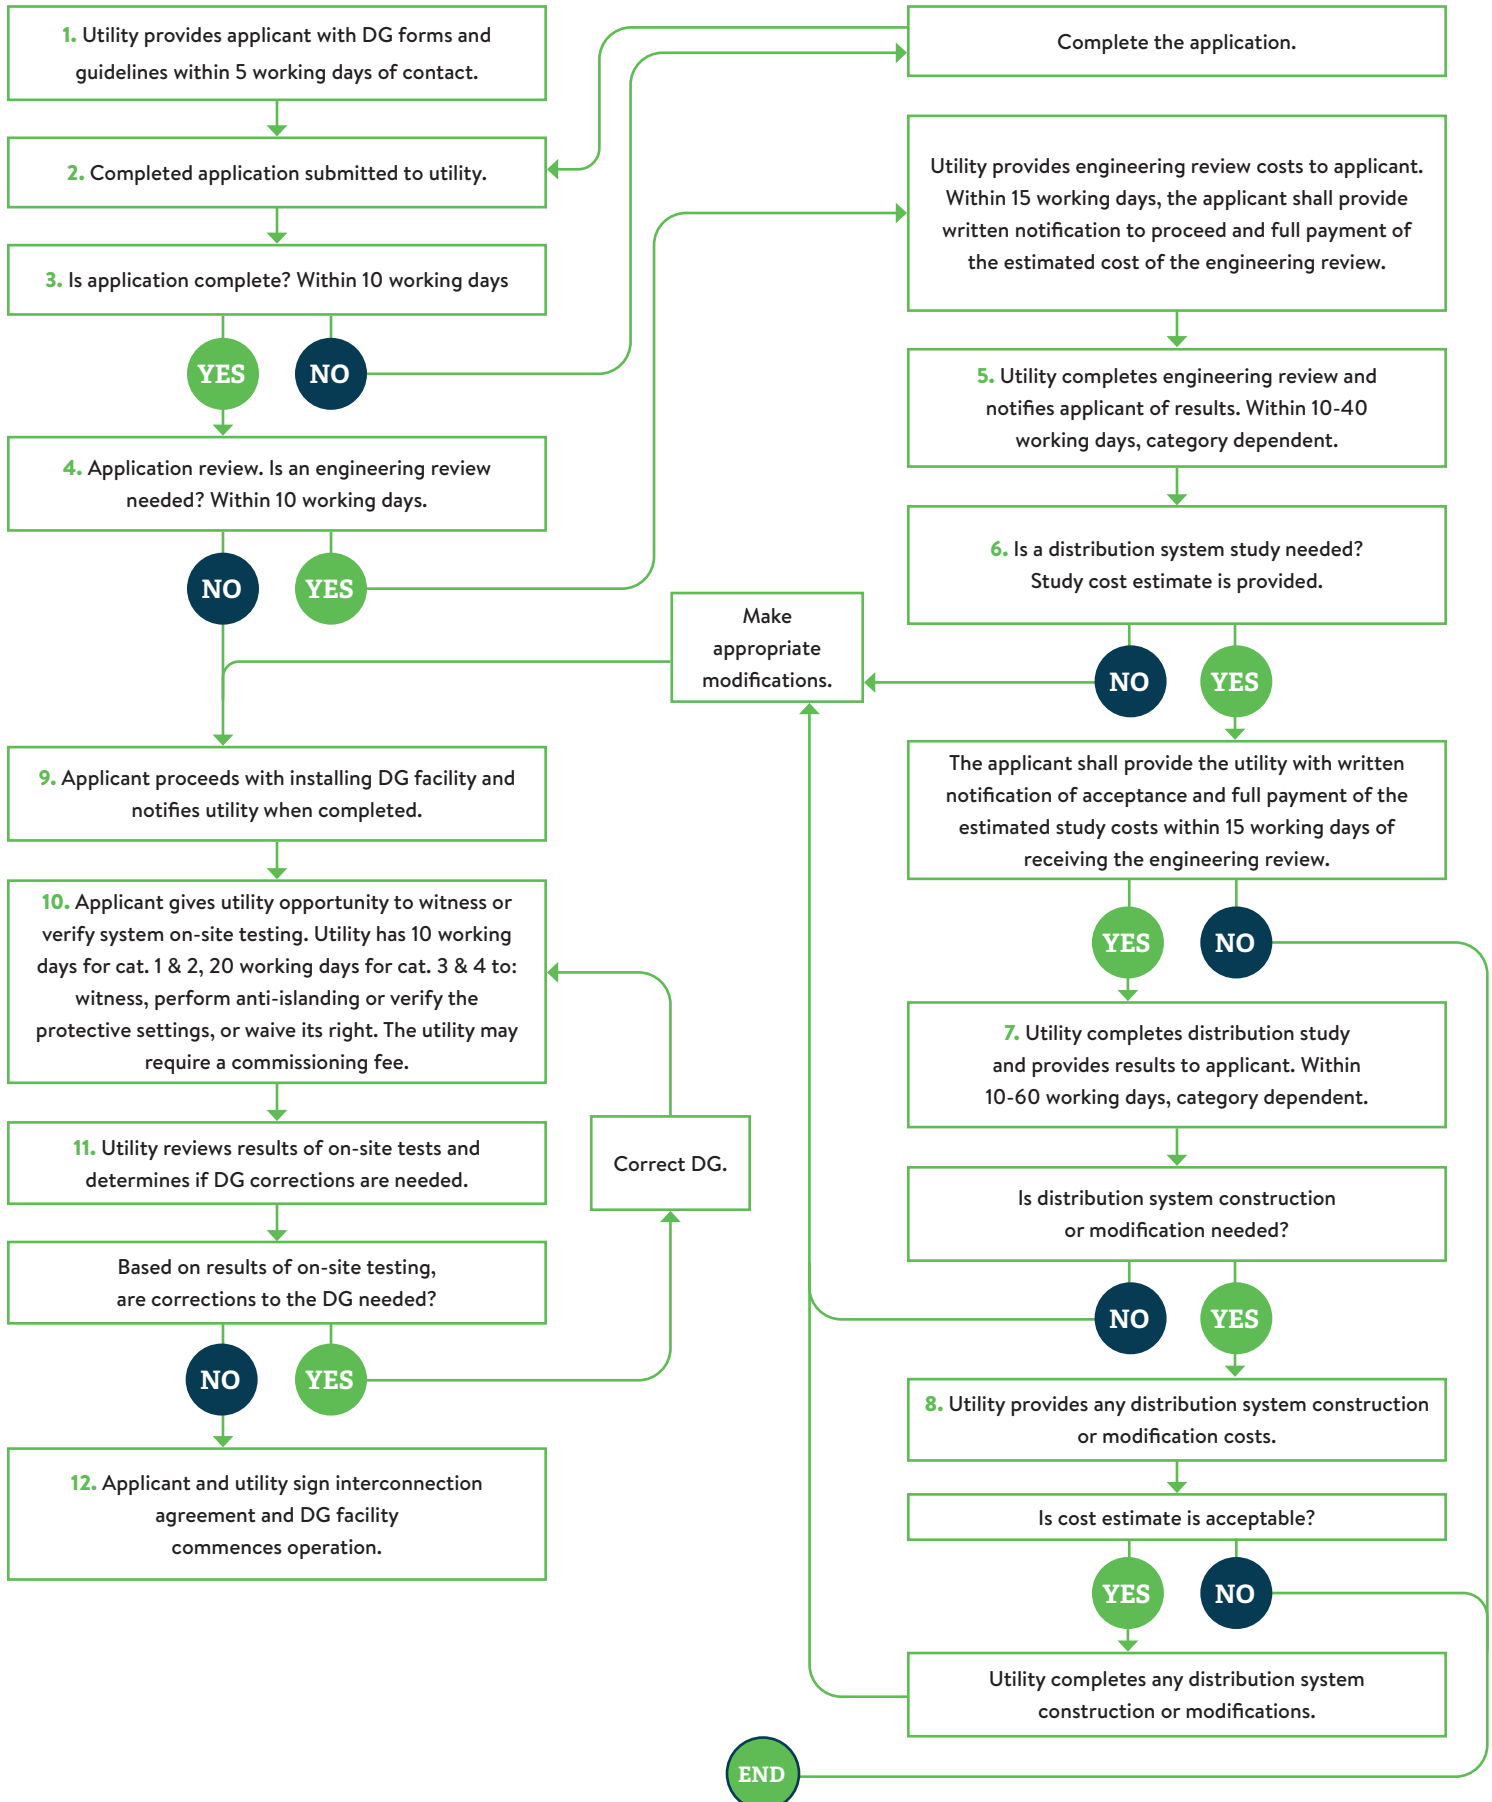 1. Utility provides applicant with DG forms and
guidelines within 5 working days of contact.
2. Completed application submitted to utility.
3. Is application complete? Within 10 working days
YES
NO
4. Application review. Is an engineering review
needed? Within 10 working days.
NO
YES
Make
appropriate
modifications.
9. Applicant proceeds with installing DG facility and
notifies utility when completed.
10. Applicant gives utility opportunity to witness or
verify system on-site testing. Utility has 10 working
days for cat. 1 & 2, 20 working days for cat. 3 & 4 to:
witness, perform anti-islanding or verify the
protective settings, or waive its right. The utility may
require a commissioning fee.
11. Utility reviews results of on-site tests and
determines if DG corrections are needed.
Correct DG.
Based on results of on-site testing,
are corrections to the DG needed?
NO
YES
12. Applicant and utility sign interconnection
agreement and DG facility
commences operation.
Complete the application.
Utility provides engineering review costs to applicant.
Within 15 working days, the applicant shall provide
written notification to proceed and full payment of
the estimated cost of the engineering review.
5. Utility completes engineering review and
notifies applicant of results. Within 10-40
working days, category dependent.
6. Is a distribution system study needed?
Study cost estimate is provided.
NO
YES
The applicant shall provide the utility with written
notification of acceptance and full payment of the
estimated study costs within 15 working days of
receiving the engineering review.
YES
NO
7. Utility completes distribution study
and provides results to applicant. Within
10-60 working days, category dependent.
Is distribution system construction
or modification needed?
NO
YES
8. Utility provides any distribution system construction
or modification costs.
Is cost estimate is acceptable?
YES
NO
Utility completes any distribution system
construction or modifications.
END